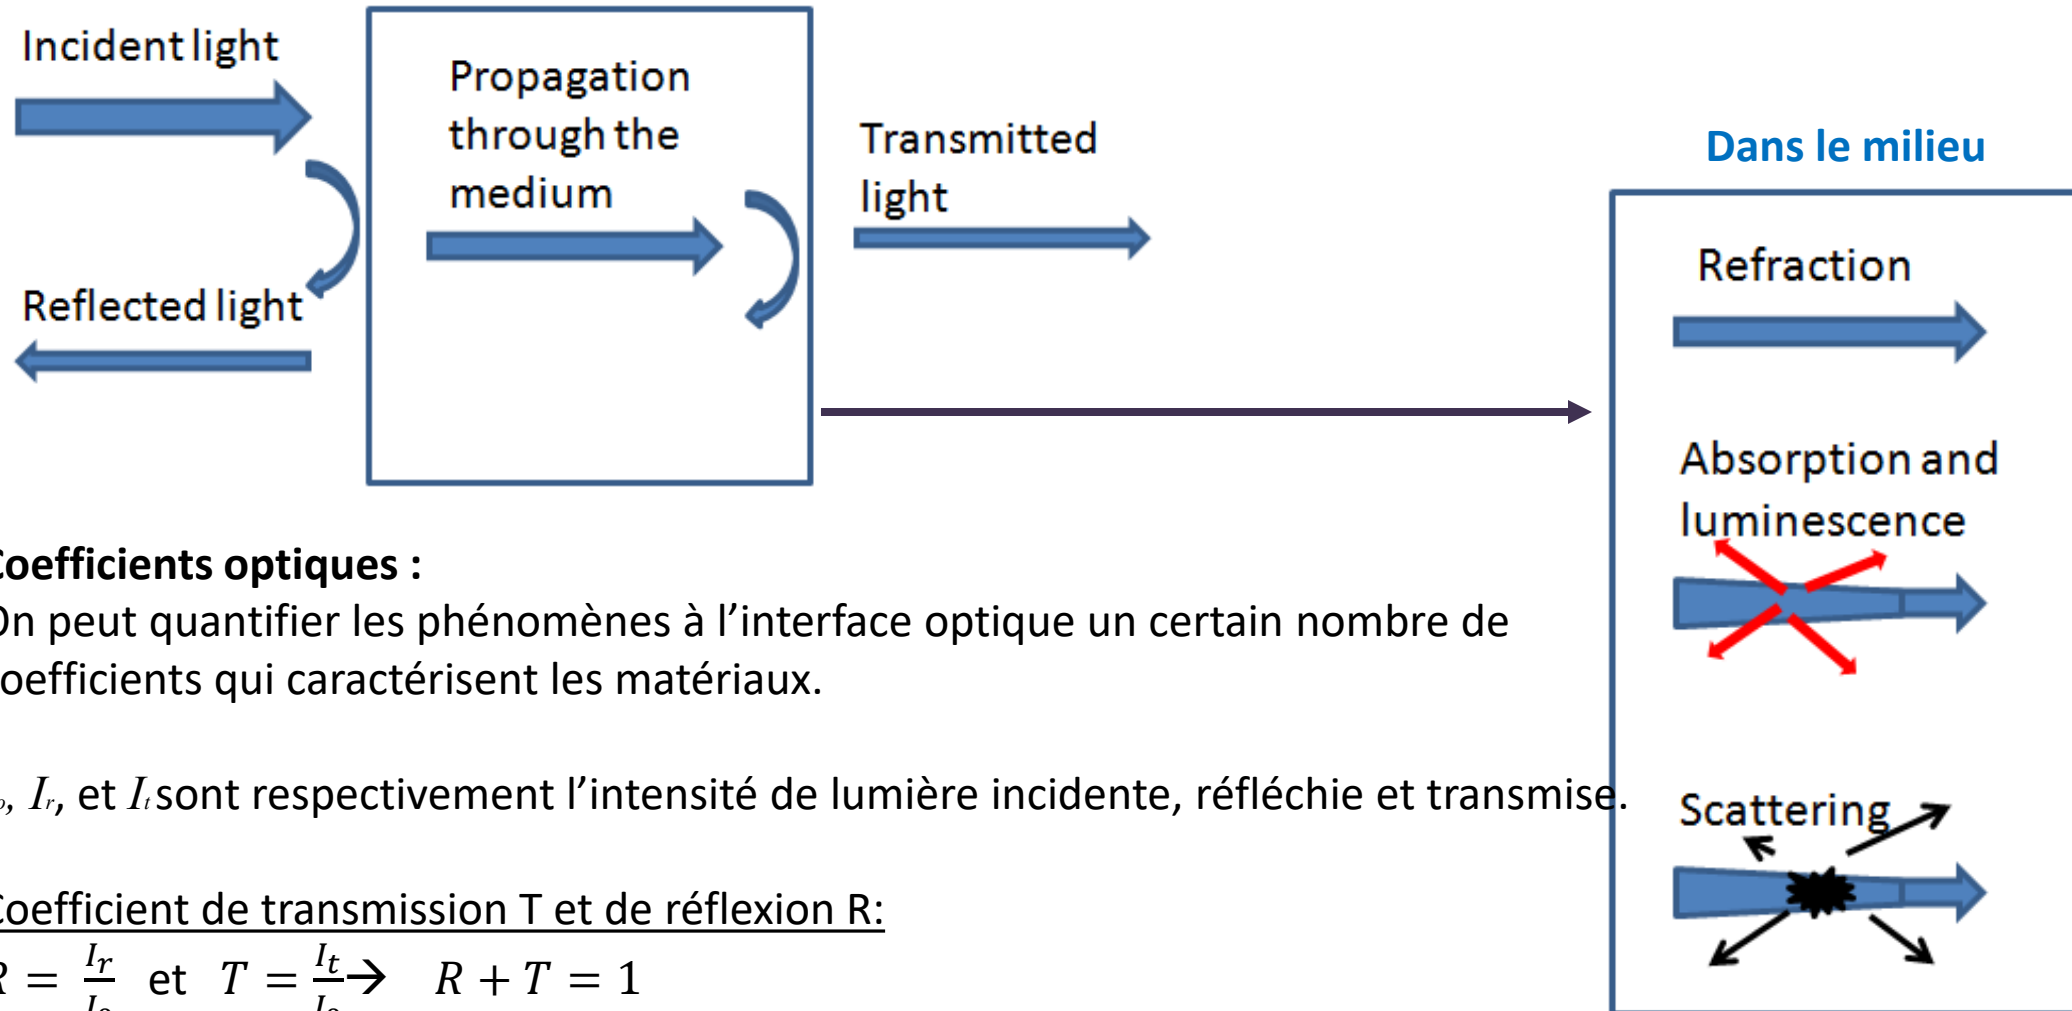 Incident light
Propagation
through the
medium
Transmitted
light
Reflected light
Dans le milieu
Refraction
Absorption and
luminescence
Scattering
Coefficients optiques :
On peut quantifier les phénomènes à l’interface optique un certain nombre de
coefficients qui caractérisent les matériaux.
, Ir, et It sont respectivement l’intensité de lumière incidente, réfléchie et transmise.
Coefficient de transmission T et de réflexion R:
R = Ir/I0 et T = It/I0 → R + T = 1